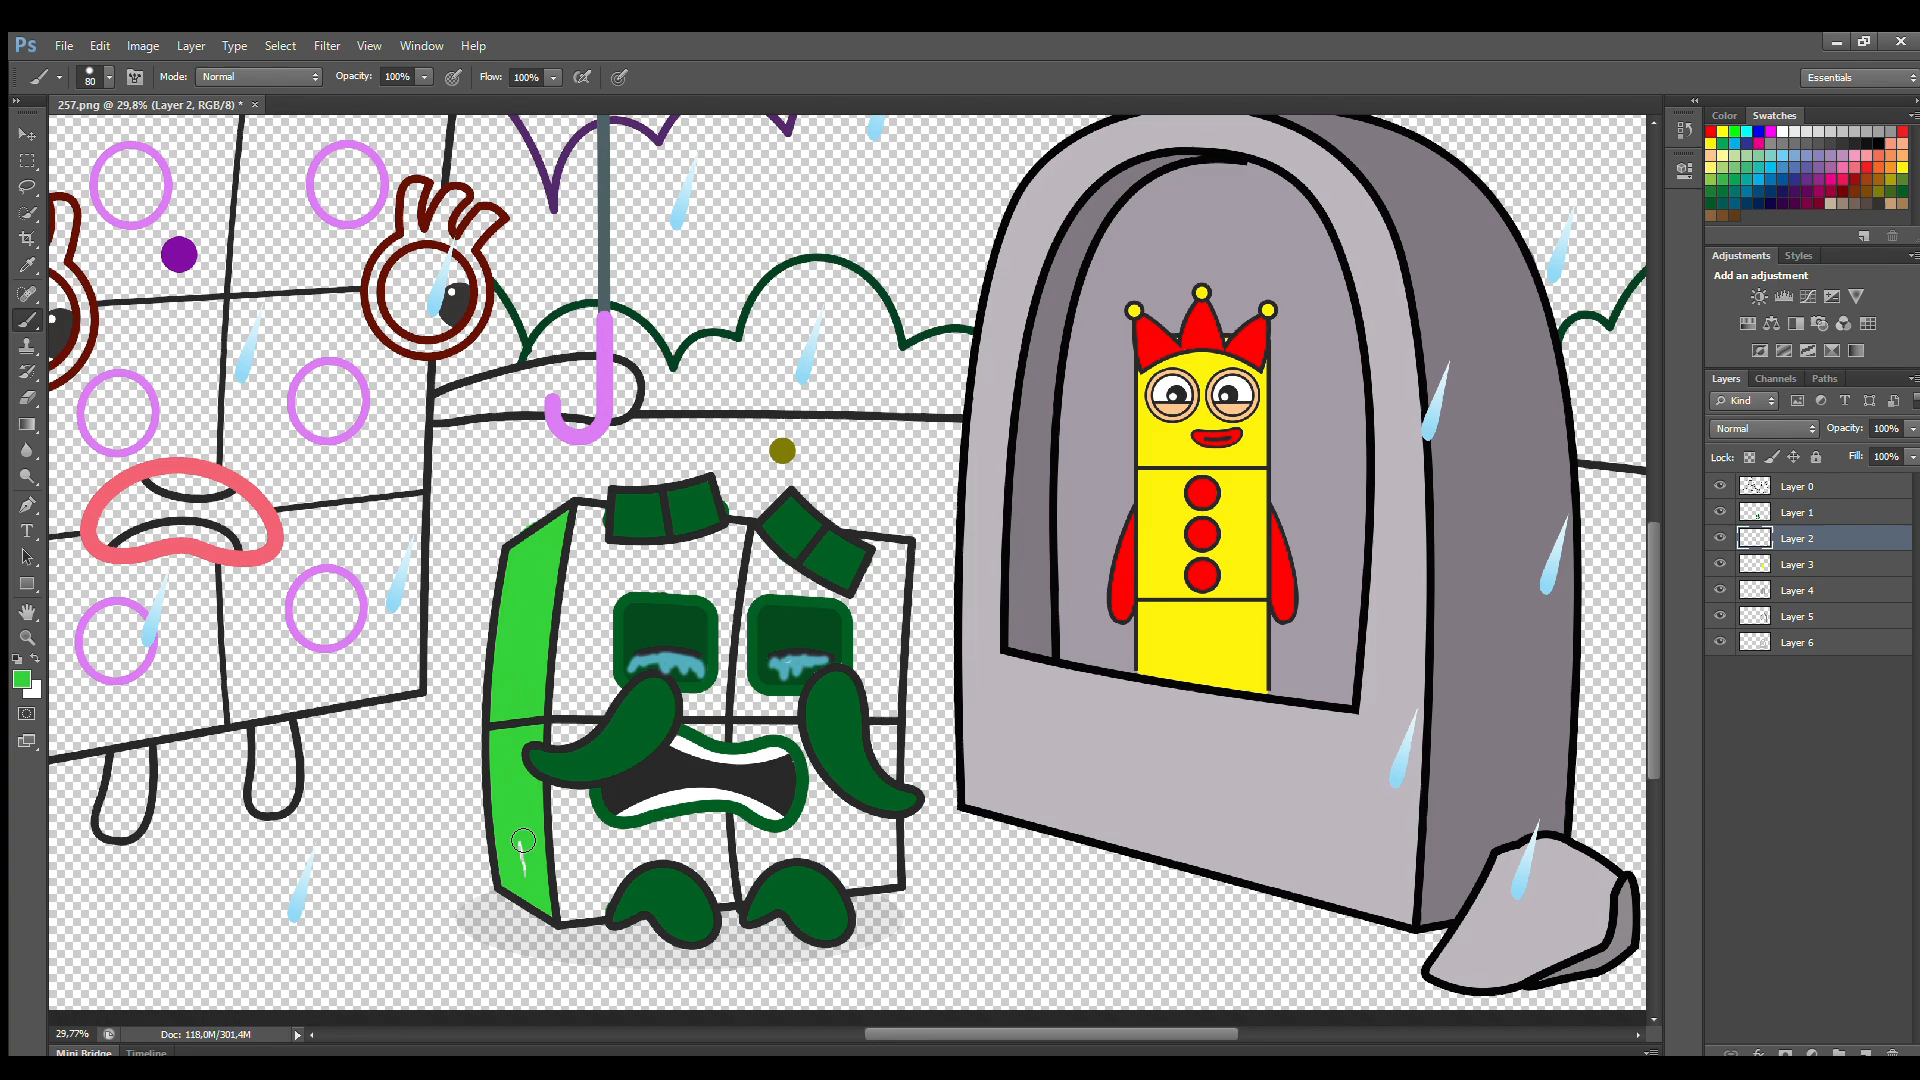 Ps File Edit Image Layer Type Select Filter View Window Help
80 Mode: Normal Opacity: 100% Flow: 100% Essentials
257.png @ 29,8% (Layer 2, RGB/8) * ×
Color Swatches
Adjustments Styles
Add an adjustment
Layers Channels Paths
Kind
Normal Opacity: 100%
Lock: Fill: 100%
Layer 0
Layer 1
Layer 2
Layer 3
Layer 4
Layer 5
Layer 6
29,77% Doc: 118,0M/301,4M
Mini Bridge Timeline